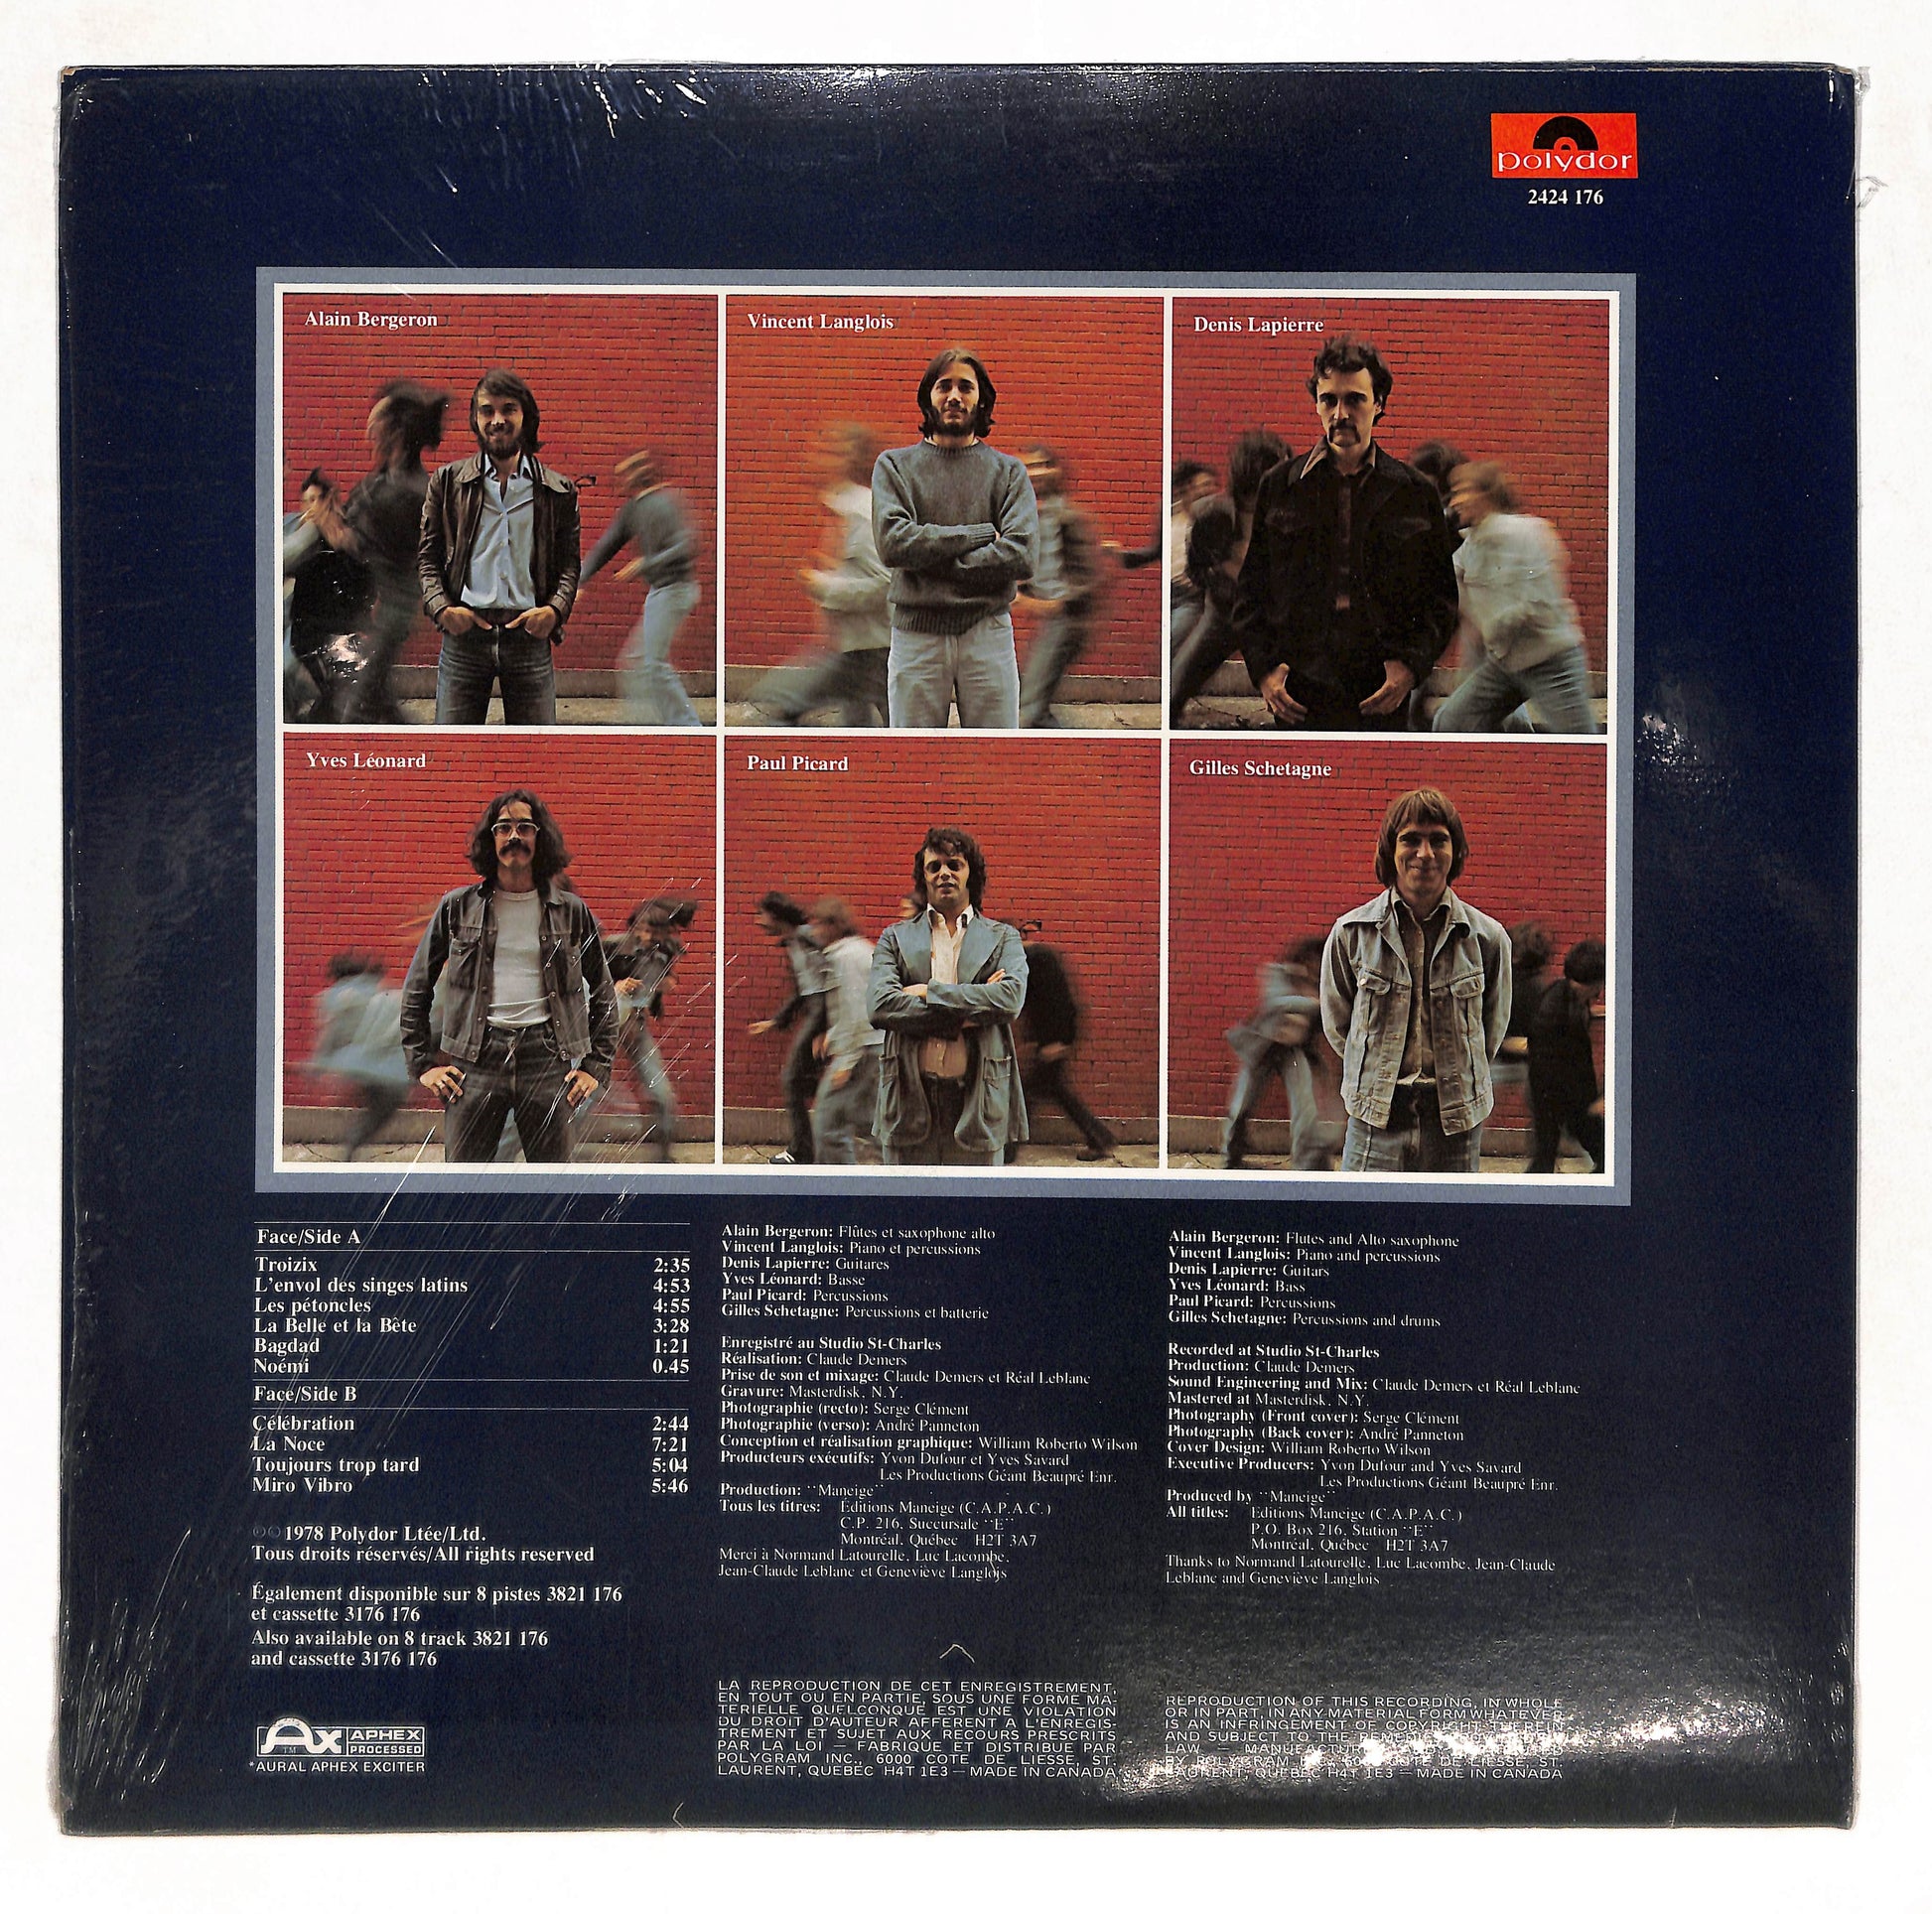 polydor
2424 176
Alain Bergeron
Vincent Langlois
Denis Lapierre
Yves Léonard
Paul Picard
Gilles Schetagne
Face/Side A
Troizix 2:35
L'envol des singes latins 4:53
Les pétoncles 4:55
La Belle et la Bête 3:28
Bagdad 1:21
Noémi 0.45
Face/Side B
Célébration 2:44
La Noce 7:21
Toujours trop tard 5:04
Miro Vibro 5:46
℗© 1978 Polydor Ltée/Ltd.
Tous droits réservés/All rights reserved
Également disponible sur 8 pistes 3821 176
et cassette 3176 176
Also available on 8 track 3821 176
and cassette 3176 176
Ax APHEX
TM PROCESSED
*AURAL APHEX EXCITER
Alain Bergeron: Flûtes et saxophone alto
Vincent Langlois: Piano et percussions
Denis Lapierre: Guitares
Yves Léonard: Basse
Paul Picard: Percussions
Gilles Schetagne: Percussions et batterie
Enregistré au Studio St-Charles
Réalisation: Claude Demers
Prise de son et mixage: Claude Demers et Réal Leblanc
Gravure: Masterdisk, N.Y.
Photographie (recto): Serge Clément
Photographie (verso): André Panneton
Conception et réalisation graphique: William Roberto Wilson
Producteurs exécutifs: Yvon Dufour et Yves Savard
Les Productions Géant Beaupré Enr.
Production: "Maneige"
Tous les titres: Éditions Maneige (C.A.P.A.C.)
C.P. 216, Succursale "E"
Montréal, Québec H2T 3A7
Merci à Normand Latourelle, Luc Lacombe,
Jean-Claude Leblanc et Geneviève Langlois
LA REPRODUCTION DE CET ENREGISTREMENT,
EN TOUT OU EN PARTIE, SOUS UNE FORME MA-
TERIELLE QUELCONQUE EST UNE VIOLATION
DU DROIT D'AUTEUR AFFERENT A L'ENREGIS-
TREMENT ET SUJET AUX RECOURS PRESCRITS
PAR LA LOI — FABRIQUE ET DISTRIBUE PAR
POLYGRAM INC., 6000 COTE DE LIESSE, ST.
LAURENT, QUEBEC H4T 1E3 — MADE IN CANADA
Alain Bergeron: Flutes and Alto saxophone
Vincent Langlois: Piano and percussions
Denis Lapierre: Guitars
Yves Léonard: Bass
Paul Picard: Percussions
Gilles Schetagne: Percussions and drums
Recorded at Studio St-Charles
Production: Claude Demers
Sound Engineering and Mix: Claude Demers et Réal Leblanc
Mastered at Masterdisk, N.Y.
Photography (Front cover): Serge Clément
Photography (Back cover): André Panneton
Cover Design: William Roberto Wilson
Executive Producers: Yvon Dufour and Yves Savard
Les Productions Géant Beaupré Enr.
Produced by "Maneige"
All titles: Editions Maneige (C.A.P.A.C.)
P.O. Box 216, Station "E"
Montréal, Québec H2T 3A7
Thanks to Normand Latourelle, Luc Lacombe, Jean-Claude
Leblanc and Geneviève Langlois
REPRODUCTION OF THIS RECORDING, IN WHOLE
OR IN PART, IN ANY MATERIAL FORM WHATEVER
IS AN INFRINGEMENT OF COPYRIGHT THEREIN
AND SUBJECT TO THE
LAW — 
BY POLYGRAM COTE DE LIESSE, ST.
LAURENT, QUEBEC H4T 1E3 — MADE IN CANADA